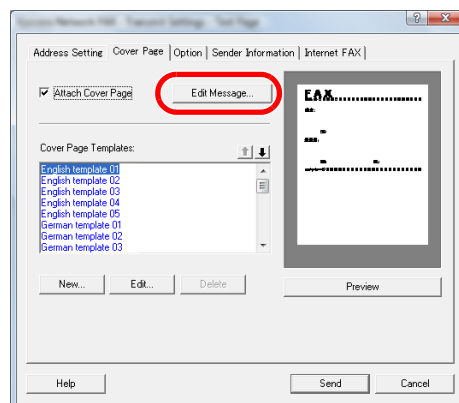 Address Setting Cover Page Option Sender Information Internet FAX
Attach Cover Page Edit Message...
FAX
Cover Page Templates:
English template 01
English template 02
English template 03
English template 04
English template 05
German template 01
German template 02
German template 03
New... Edit... Delete Preview
Help Send Cancel